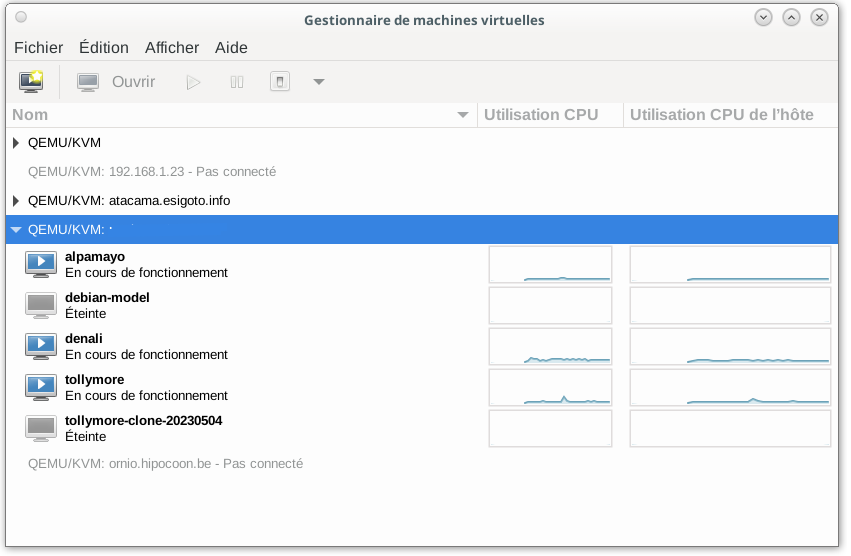 Gestionnaire de machines virtuelles
Fichier Édition Afficher Aide
Ouvrir
Nom Utilisation CPU Utilisation CPU de l'hôte
QEMU/KVM
QEMU/KVM: 192.168.1.23 - Pas connecté
QEMU/KVM: atacama.esigoto.info
QEMU/KVM:
alpamayo
En cours de fonctionnement
debian-model
Éteinte
denali
En cours de fonctionnement
tollymore
En cours de fonctionnement
tollymore-clone-20230504
Éteinte
QEMU/KVM: ornio.hipocoon.be - Pas connecté